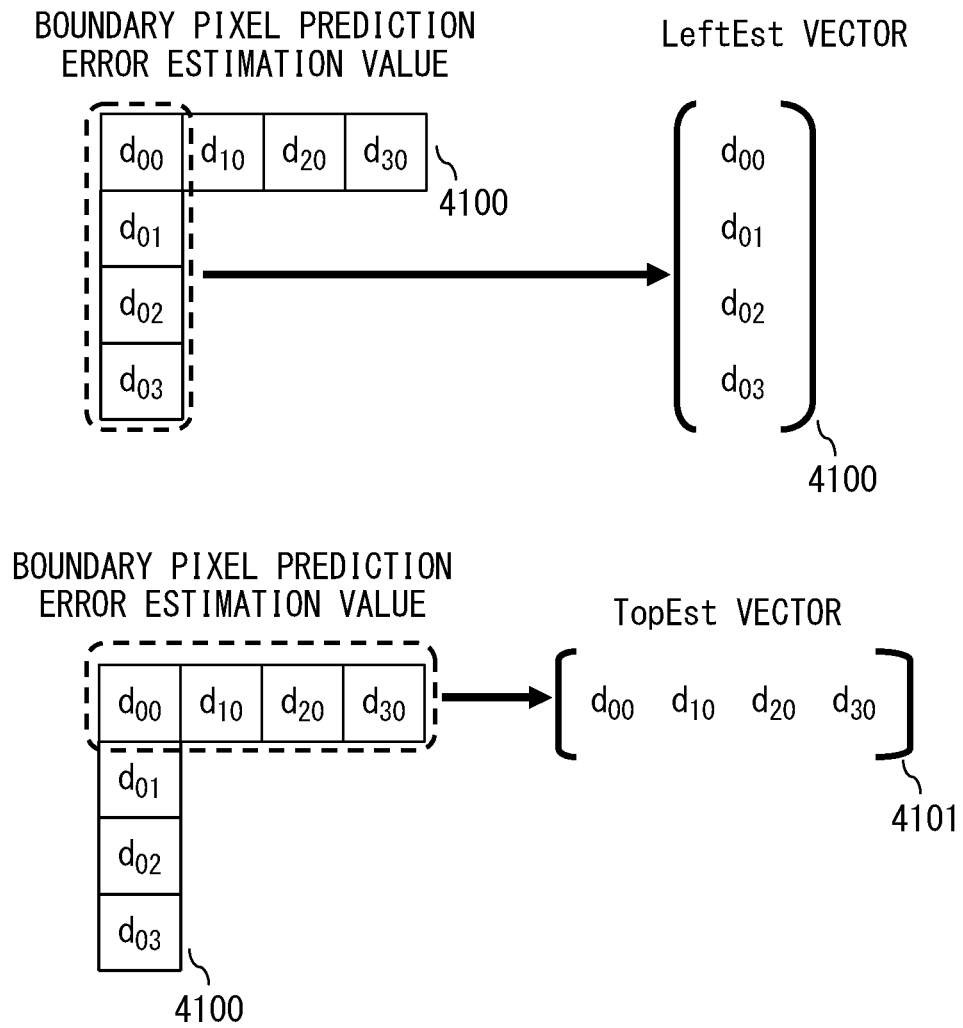 BOUNDARY PIXEL PREDICTION
ERROR ESTIMATION VALUE
LeftEst VECTOR
d00 d10 d20 d30
4100
d01
d02
d03
d00
d01
d02
d03
4100
BOUNDARY PIXEL PREDICTION
ERROR ESTIMATION VALUE
TopEst VECTOR
d00 d10 d20 d30
d01
d02
d03
4100
d00 d10 d20 d30
4101